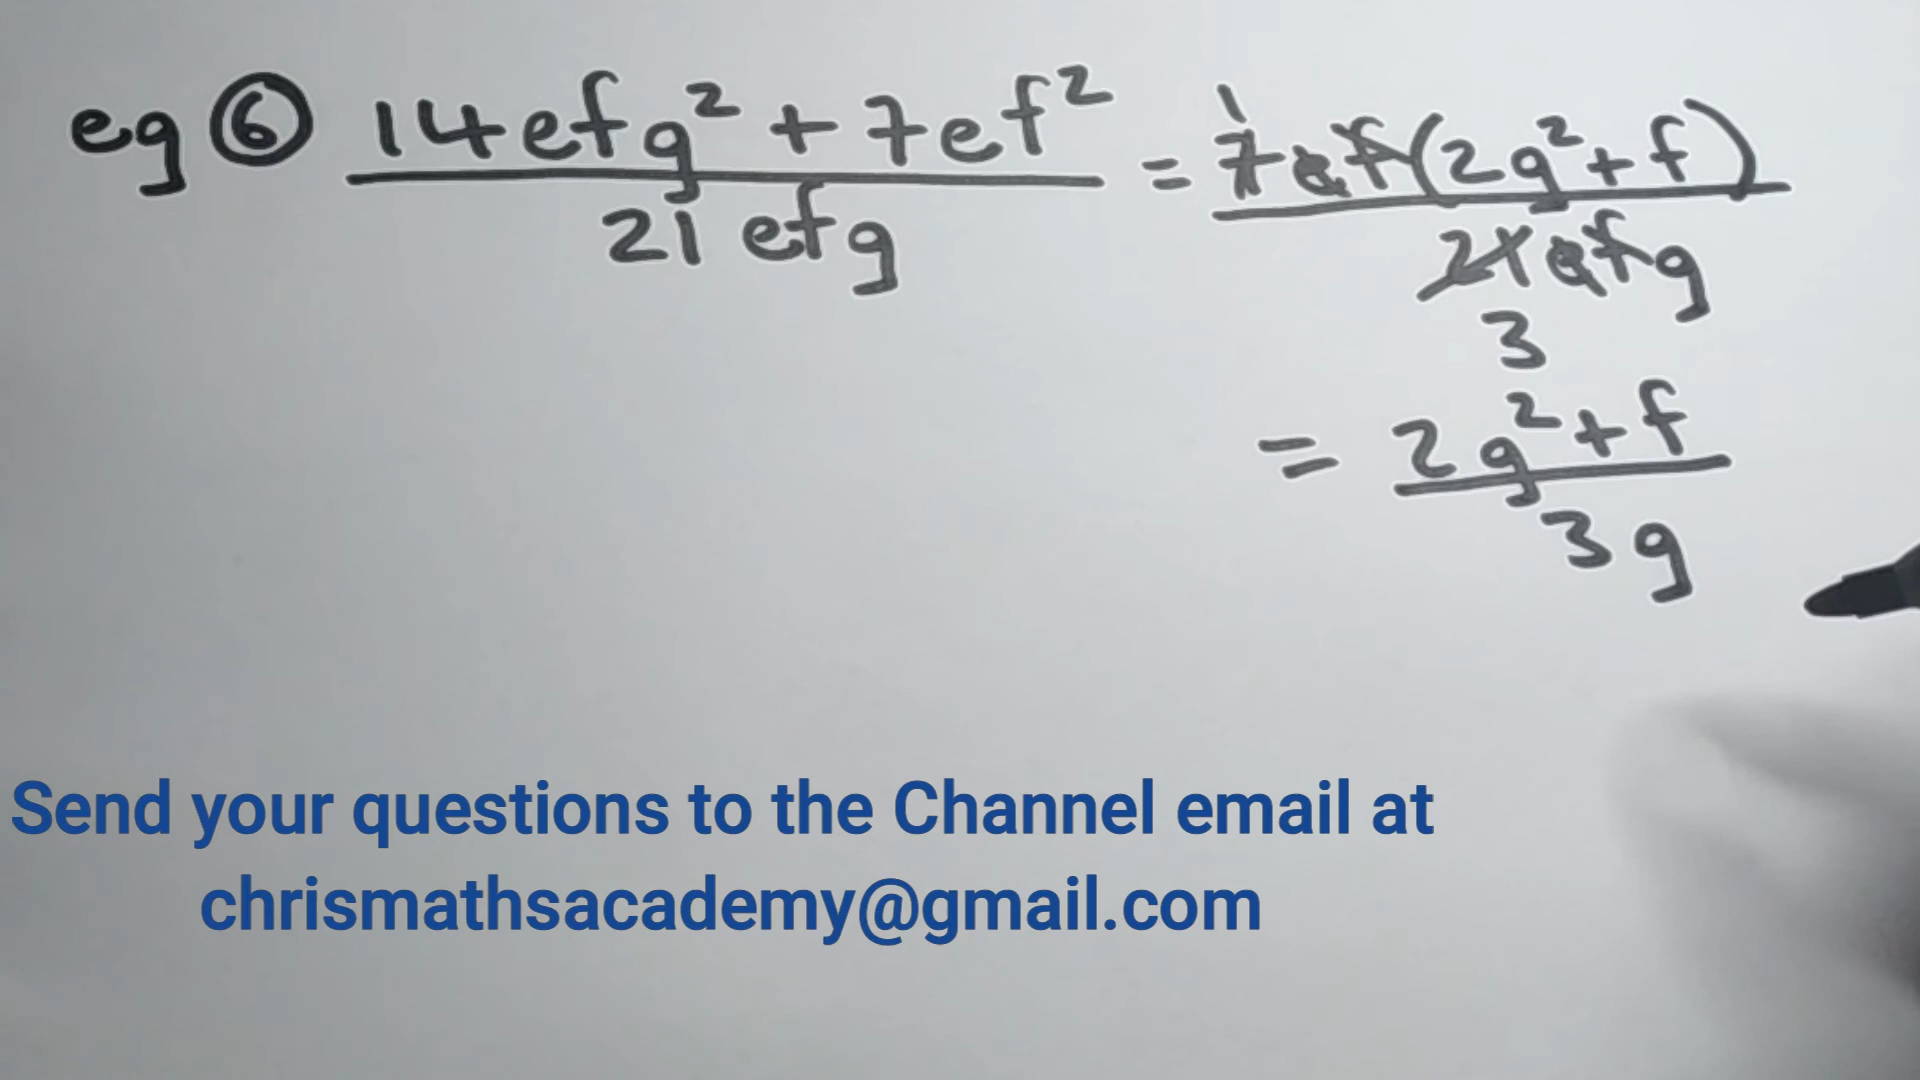 eg ⑥ 14efg² + 7ef² / 21efg = 7ef(2g² + f) / 21efg
1
3
= 2g² + f / 3g
Send your questions to the Channel email at
chrismathsacademy@gmail.com